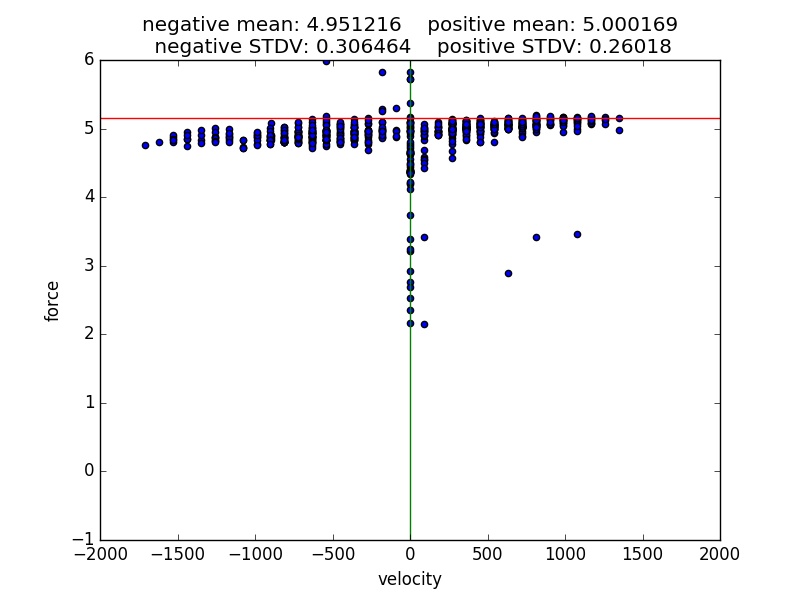 negative mean: 4.951216 positive mean: 5.000169
negative STDV: 0.306464 positive STDV: 0.26018
6
5
4
3
2
1
0
−1
force
−2000 −1500 −1000 −500 0 500 1000 1500 2000
velocity